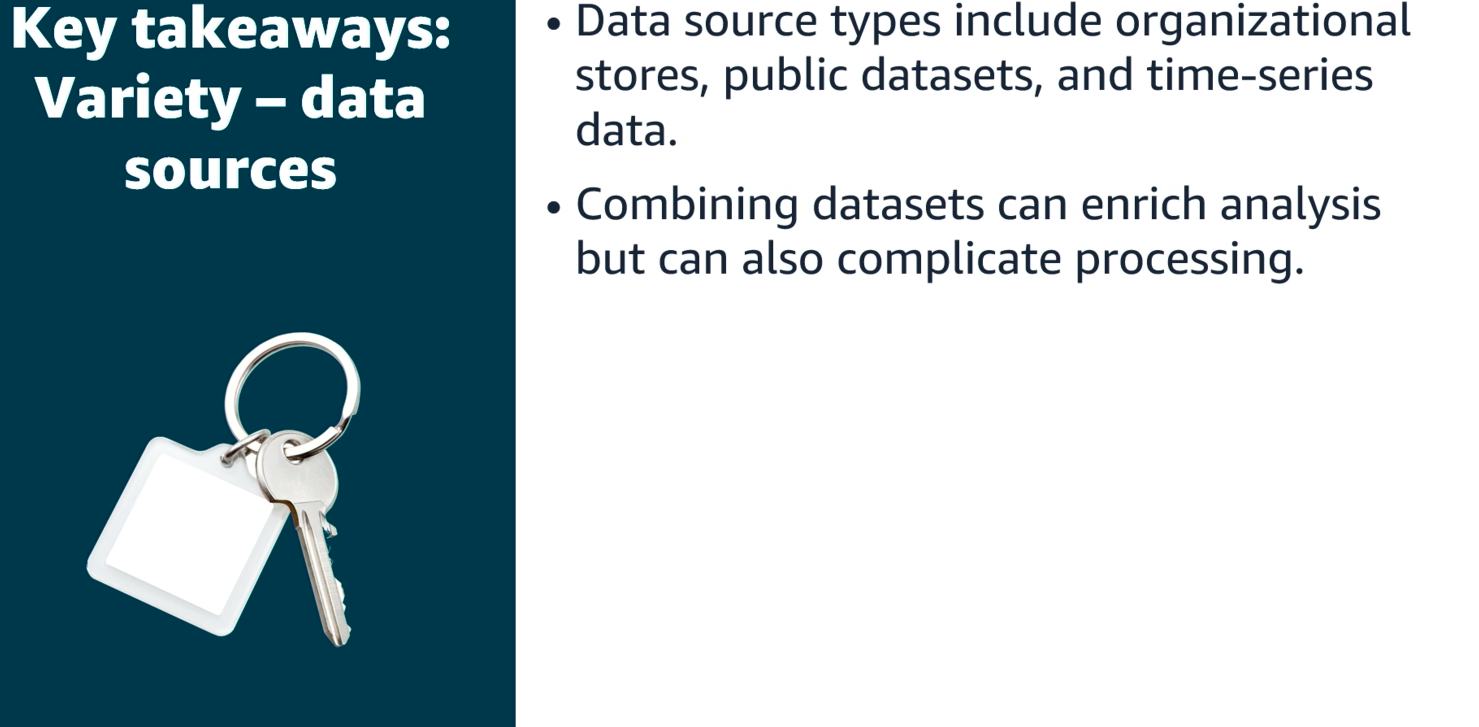 Key takeaways:
Variety – data
sources
• Data source types include organizational
stores, public datasets, and time-series
data.
• Combining datasets can enrich analysis
but can also complicate processing.